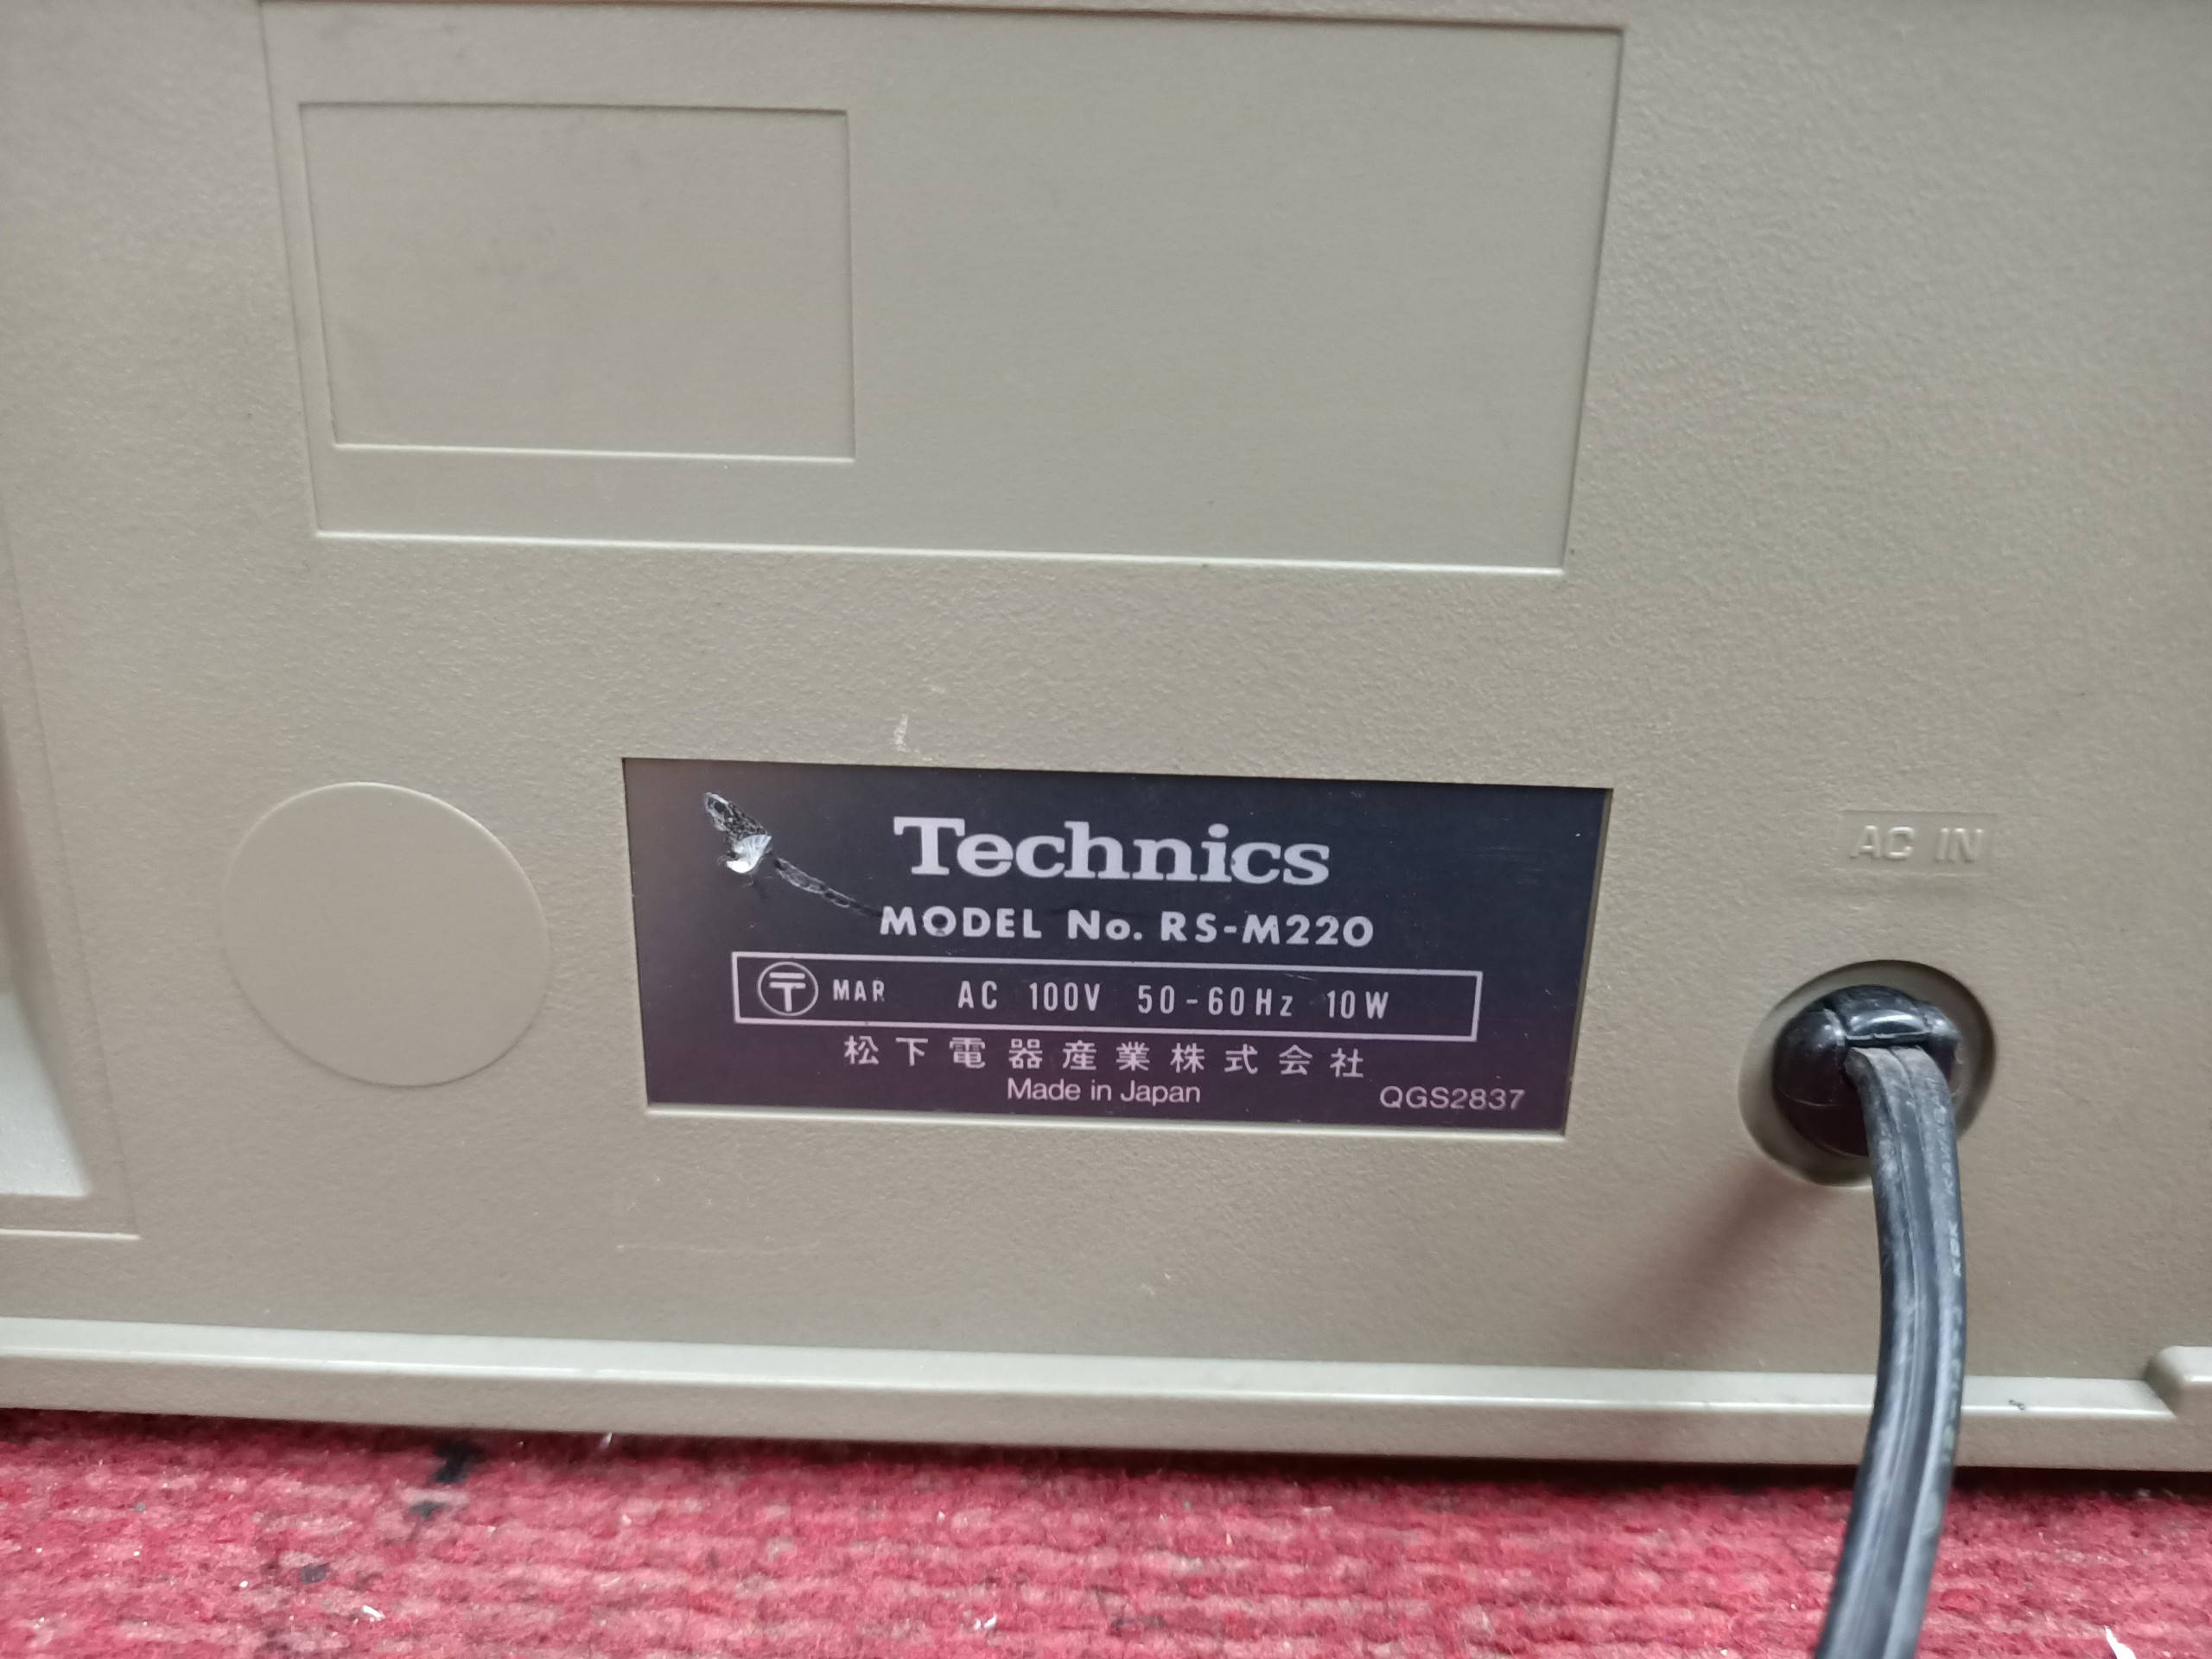 Technics
MODEL No. RS-M220
〒 MAR AC 100V 50-60Hz 10W
松下電器産業株式会社
Made in Japan QGS2837
AC IN